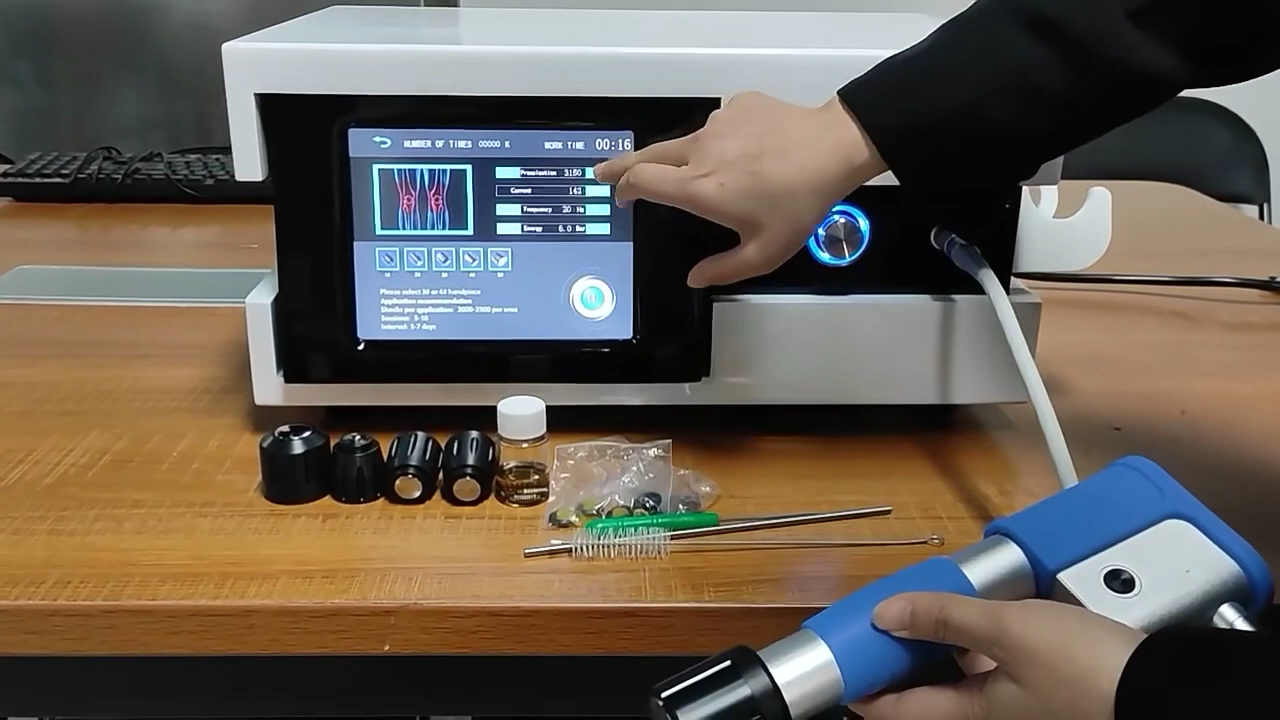 NUMBER OF TIMES 00000 K WORK TIME 00:16
Preselection 3150
Current 143
Frequency 20 Hz
Energy 6.0 Bar
Please select 3# or 4# handpiece
Application recommendation
Shocks per application: 2000-2500 per area
Sessions: 5-10
Interval: 5-7 days